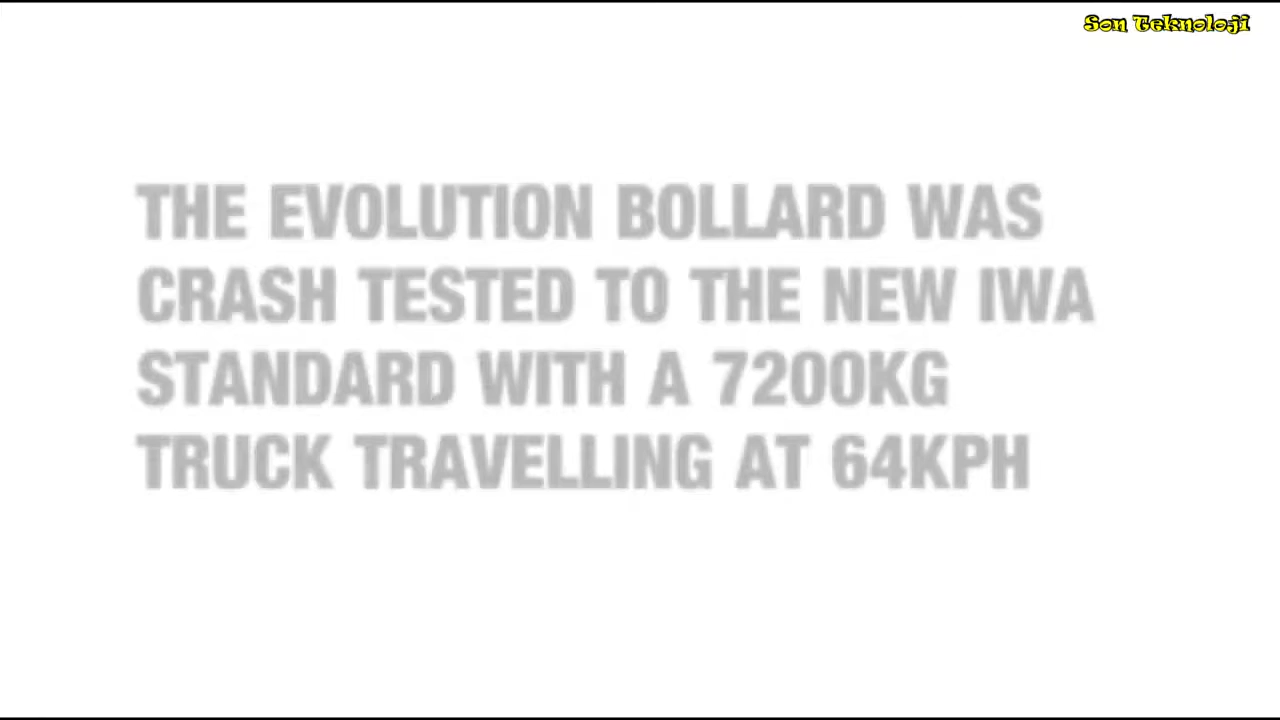 Son Teknoloji
THE EVOLUTION BOLLARD WAS
CRASH TESTED TO THE NEW IWA
STANDARD WITH A 7200KG
TRUCK TRAVELLING AT 64KPH